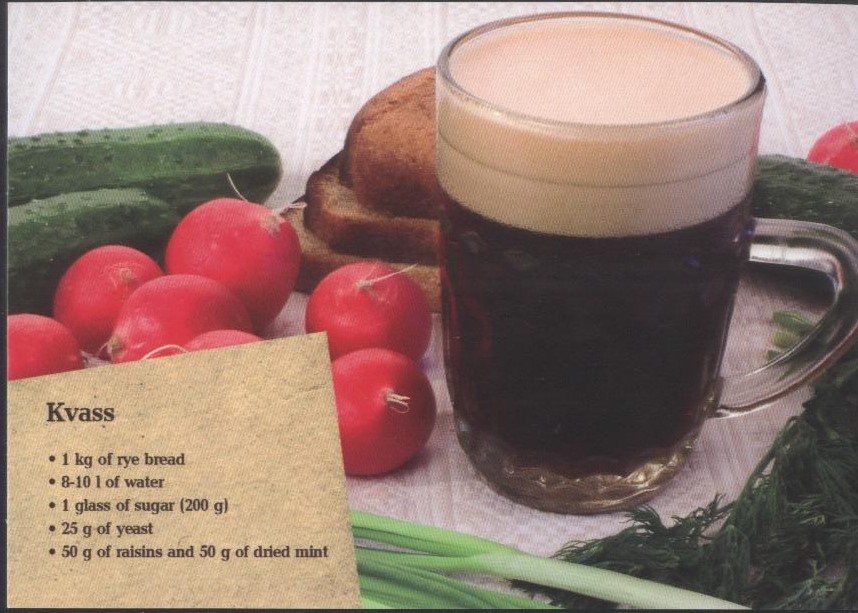 Kvass
• 1 kg of rye bread
• 8-10 l of water
• 1 glass of sugar (200 g)
• 25 g of yeast
• 50 g of raisins and 50 g of dried mint